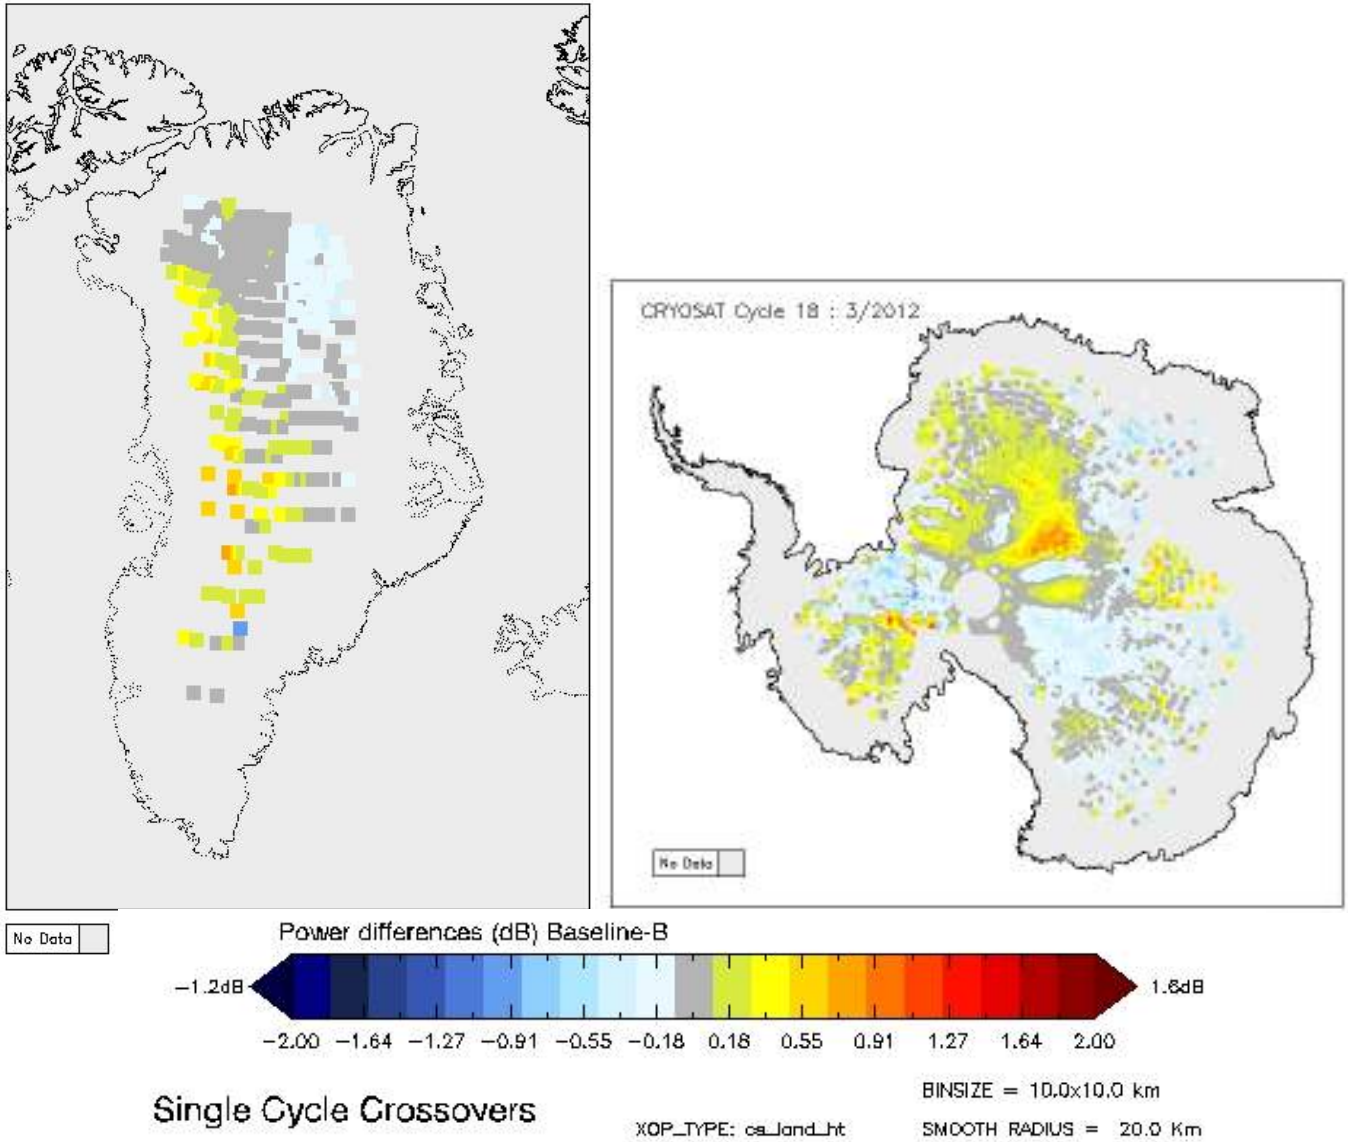 CRYOSAT Cycle 18 : 3/2012
No Data
No Data
Power differences (dB) Baseline-B
−1.2dB
1.6dB
−2.00 −1.64 −1.27 −0.91 −0.55 −0.18 0.18 0.55 0.91 1.27 1.64 2.00
Single Cycle Crossovers
BINSIZE = 10.0x10.0 km
XOP_TYPE: cs_land_ht
SMOOTH RADIUS = 20.0 Km